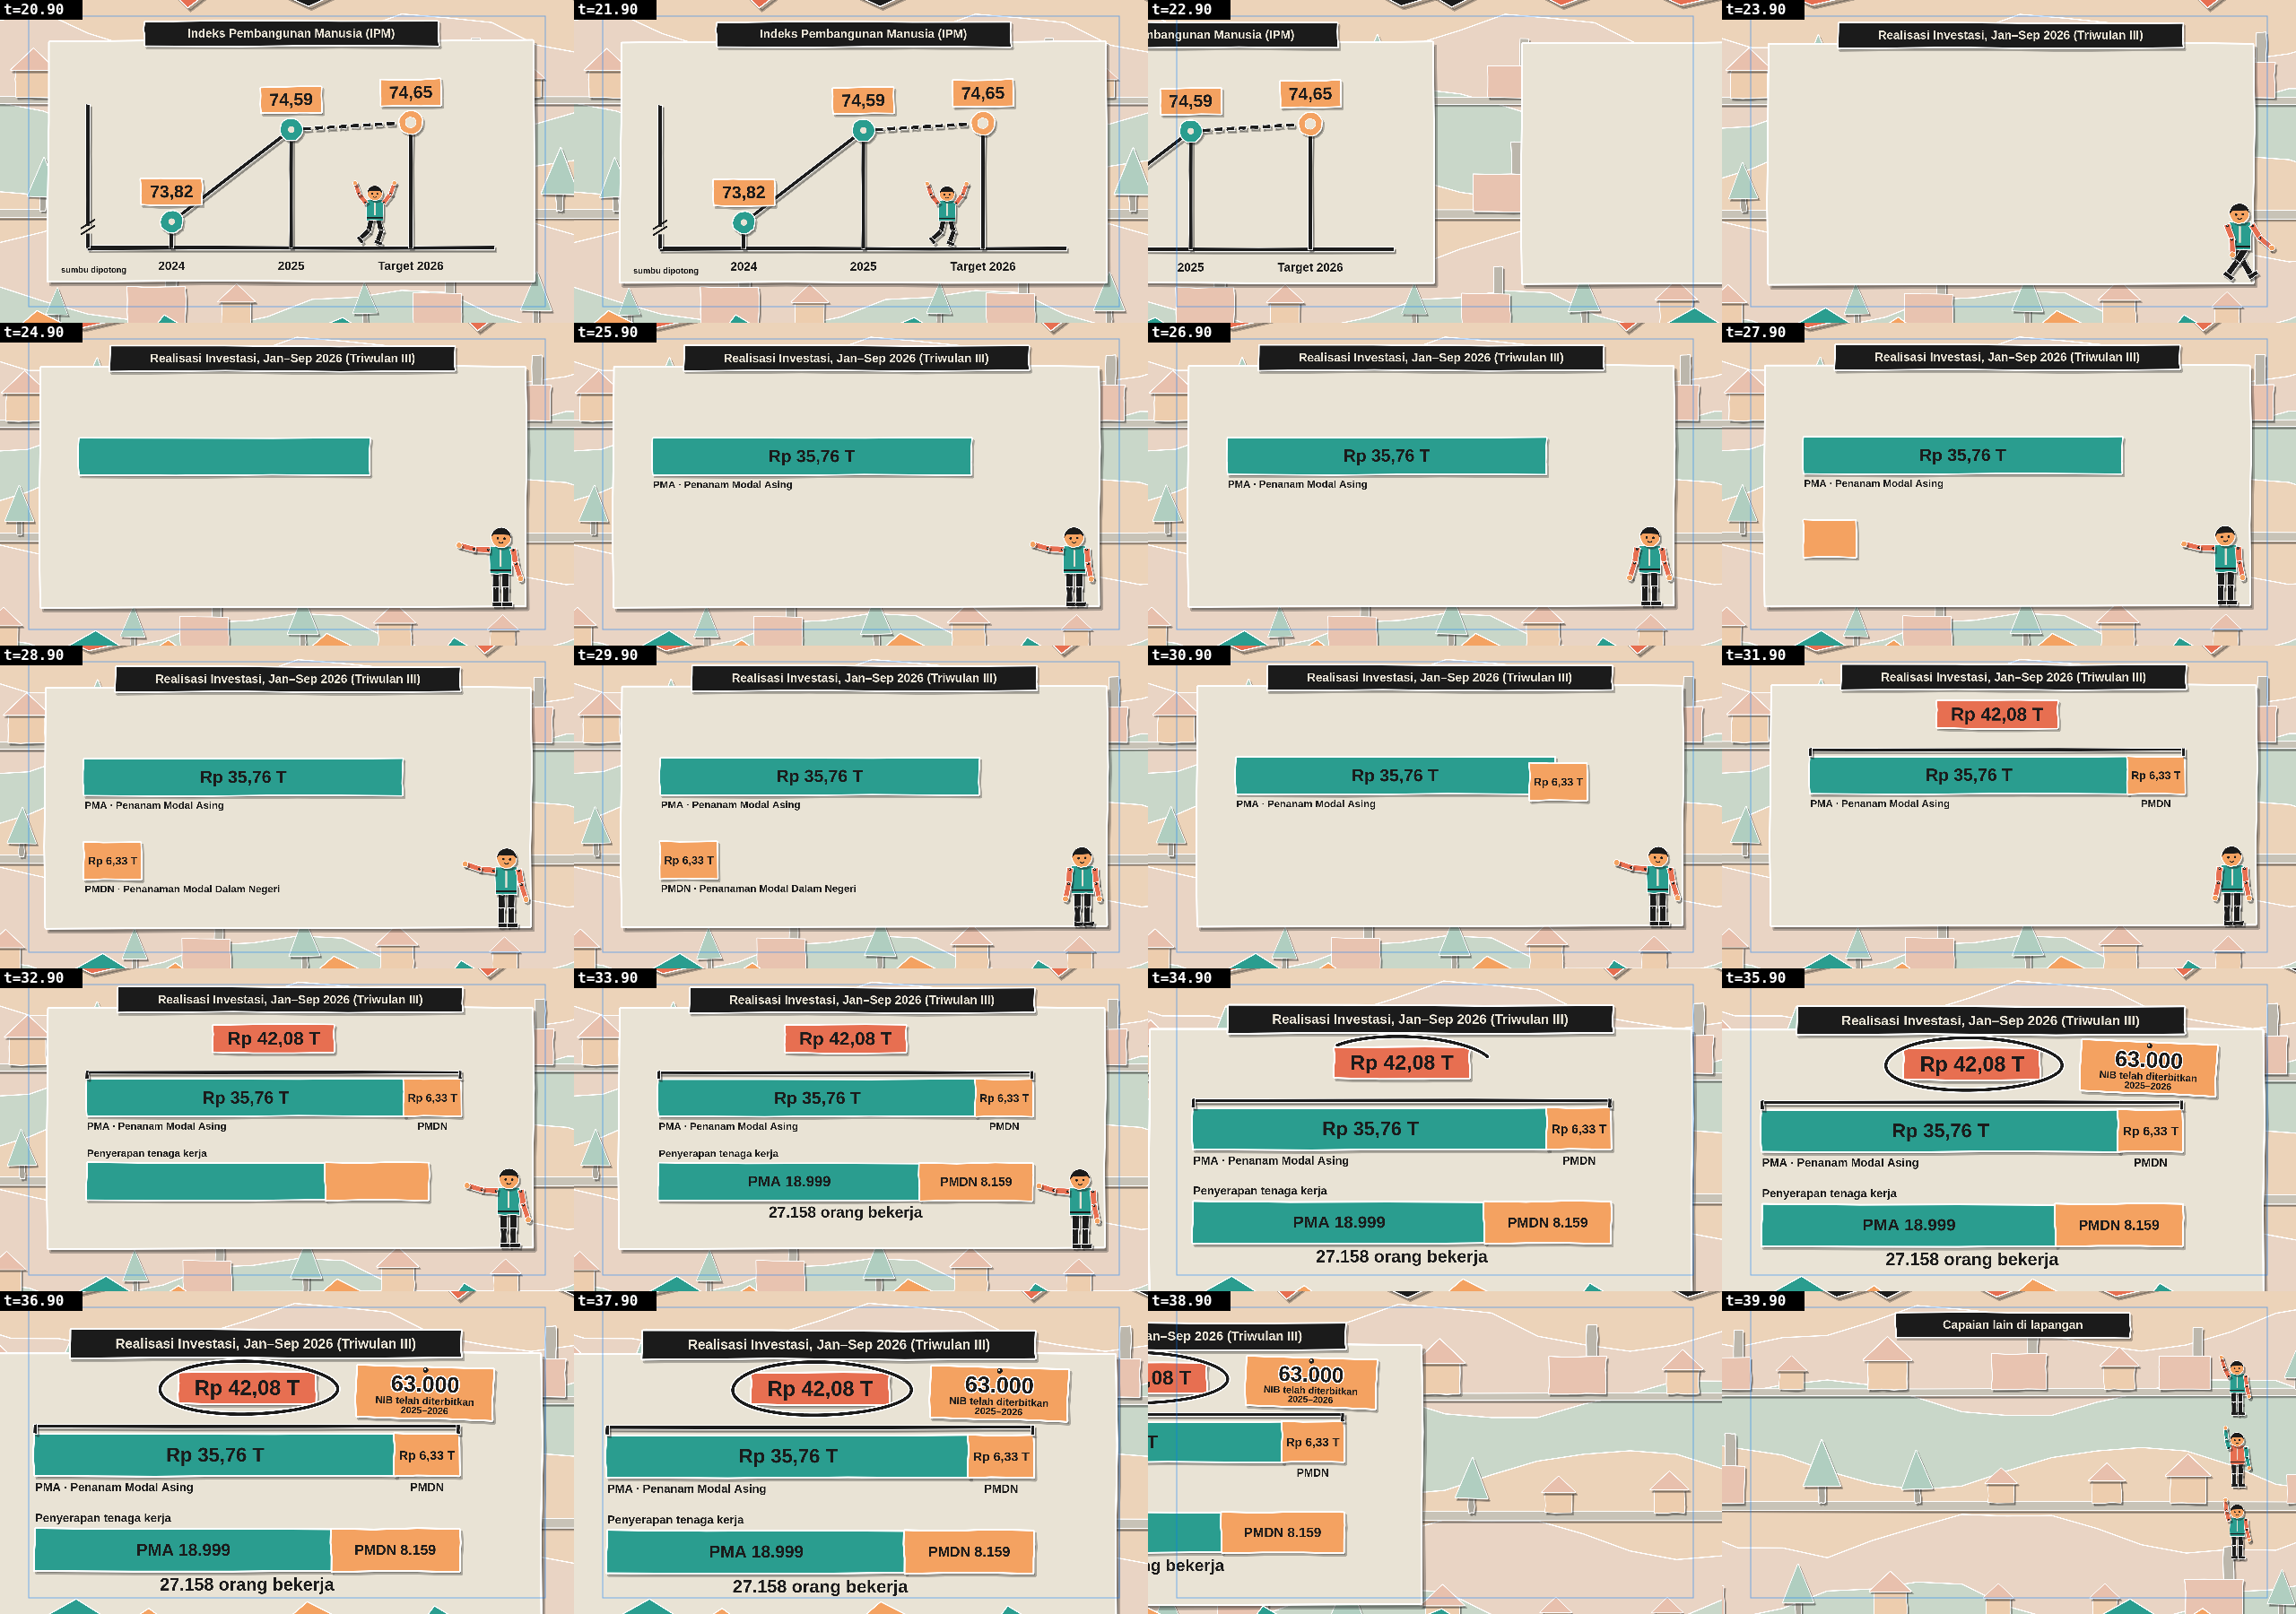 t=20.90
Indeks Pembangunan Manusia (IPM)
74,59
74,65
73,82
sumbu dipotong
2024
2025
Target 2026
t=21.90
Indeks Pembangunan Manusia (IPM)
74,59
74,65
73,82
sumbu dipotong
2024
2025
Target 2026
t=22.90
nbangunan Manusia (IPM)
74,59
74,65
2025
Target 2026
t=23.90
Realisasi Investasi, Jan–Sep 2026 (Triwulan III)
t=24.90
Realisasi Investasi, Jan–Sep 2026 (Triwulan III)
t=25.90
Realisasi Investasi, Jan–Sep 2026 (Triwulan III)
Rp 35,76 T
PMA · Penanam Modal Asing
t=26.90
Realisasi Investasi, Jan–Sep 2026 (Triwulan III)
Rp 35,76 T
PMA · Penanam Modal Asing
t=27.90
Realisasi Investasi, Jan–Sep 2026 (Triwulan III)
Rp 35,76 T
PMA · Penanam Modal Asing
t=28.90
Realisasi Investasi, Jan–Sep 2026 (Triwulan III)
Rp 35,76 T
PMA · Penanam Modal Asing
Rp 6,33 T
PMDN · Penanaman Modal Dalam Negeri
t=29.90
Realisasi Investasi, Jan–Sep 2026 (Triwulan III)
Rp 35,76 T
PMA · Penanam Modal Asing
Rp 6,33 T
PMDN · Penanaman Modal Dalam Negeri
t=30.90
Realisasi Investasi, Jan–Sep 2026 (Triwulan III)
Rp 35,76 T
Rp 6,33 T
PMA · Penanam Modal Asing
t=31.90
Realisasi Investasi, Jan–Sep 2026 (Triwulan III)
Rp 42,08 T
Rp 35,76 T
Rp 6,33 T
PMA · Penanam Modal Asing
PMDN
t=32.90
Realisasi Investasi, Jan–Sep 2026 (Triwulan III)
Rp 42,08 T
Rp 35,76 T
Rp 6,33 T
PMA · Penanam Modal Asing
PMDN
Penyerapan tenaga kerja
t=33.90
Realisasi Investasi, Jan–Sep 2026 (Triwulan III)
Rp 42,08 T
Rp 35,76 T
Rp 6,33 T
PMA · Penanam Modal Asing
PMDN
Penyerapan tenaga kerja
PMA 18.999
PMDN 8.159
27.158 orang bekerja
t=34.90
Realisasi Investasi, Jan–Sep 2026 (Triwulan III)
Rp 42,08 T
Rp 35,76 T
Rp 6,33 T
PMA · Penanam Modal Asing
PMDN
Penyerapan tenaga kerja
PMA 18.999
PMDN 8.159
27.158 orang bekerja
t=35.90
Realisasi Investasi, Jan–Sep 2026 (Triwulan III)
Rp 42,08 T
63.000
NIB telah diterbitkan
2025–2026
Rp 35,76 T
Rp 6,33 T
PMA · Penanam Modal Asing
PMDN
Penyerapan tenaga kerja
PMA 18.999
PMDN 8.159
27.158 orang bekerja
t=36.90
Realisasi Investasi, Jan–Sep 2026 (Triwulan III)
Rp 42,08 T
63.000
NIB telah diterbitkan
2025–2026
Rp 35,76 T
Rp 6,33 T
PMA · Penanam Modal Asing
PMDN
Penyerapan tenaga kerja
PMA 18.999
PMDN 8.159
27.158 orang bekerja
t=37.90
Realisasi Investasi, Jan–Sep 2026 (Triwulan III)
Rp 42,08 T
63.000
NIB telah diterbitkan
2025–2026
Rp 35,76 T
Rp 6,33 T
PMA · Penanam Modal Asing
PMDN
Penyerapan tenaga kerja
PMA 18.999
PMDN 8.159
27.158 orang bekerja
t=38.90
an–Sep 2026 (Triwulan III)
,08 T
63.000
NIB telah diterbitkan
2025–2026
T
Rp 6,33 T
PMDN
PMDN 8.159
ng bekerja
t=39.90
Capaian lain di lapangan